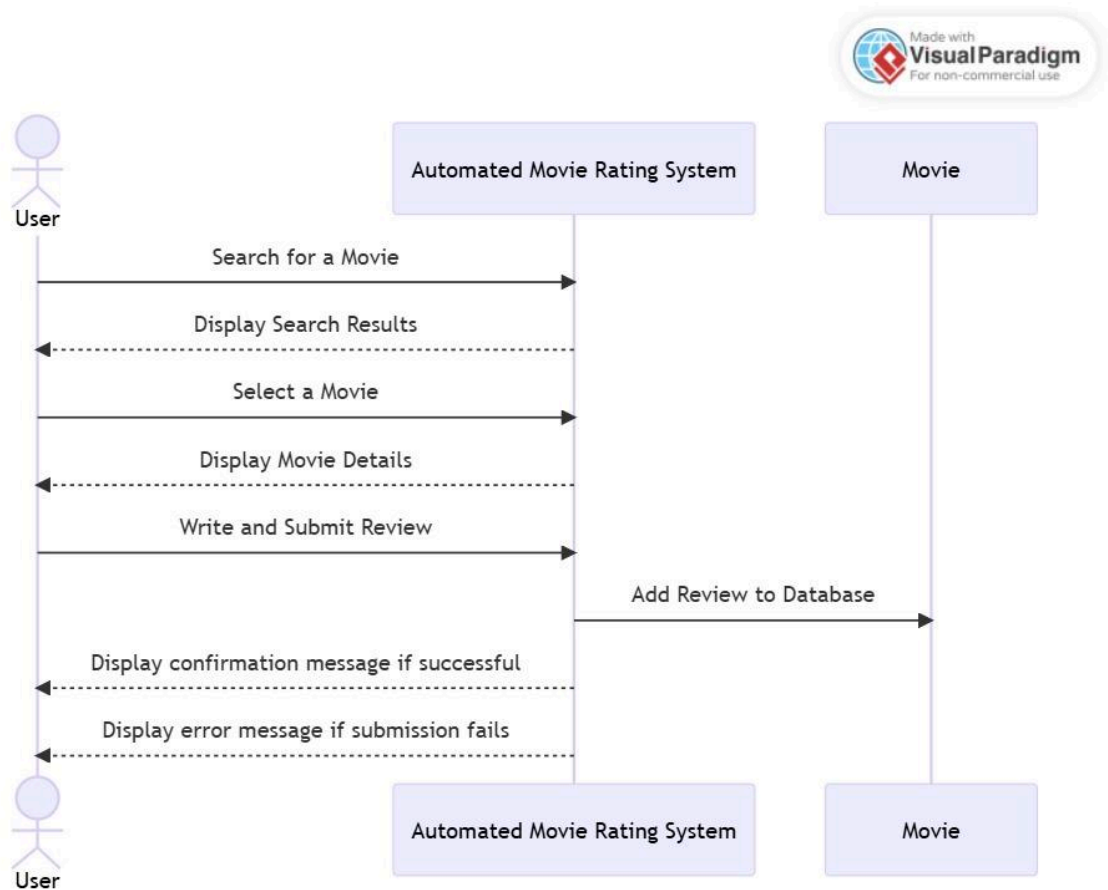 Made with
Visual Paradigm
For non-commercial use
User
Automated Movie Rating System
Movie
Search for a Movie
Display Search Results
Select a Movie
Display Movie Details
Write and Submit Review
Add Review to Database
Display confirmation message if successful
Display error message if submission fails
User
Automated Movie Rating System
Movie